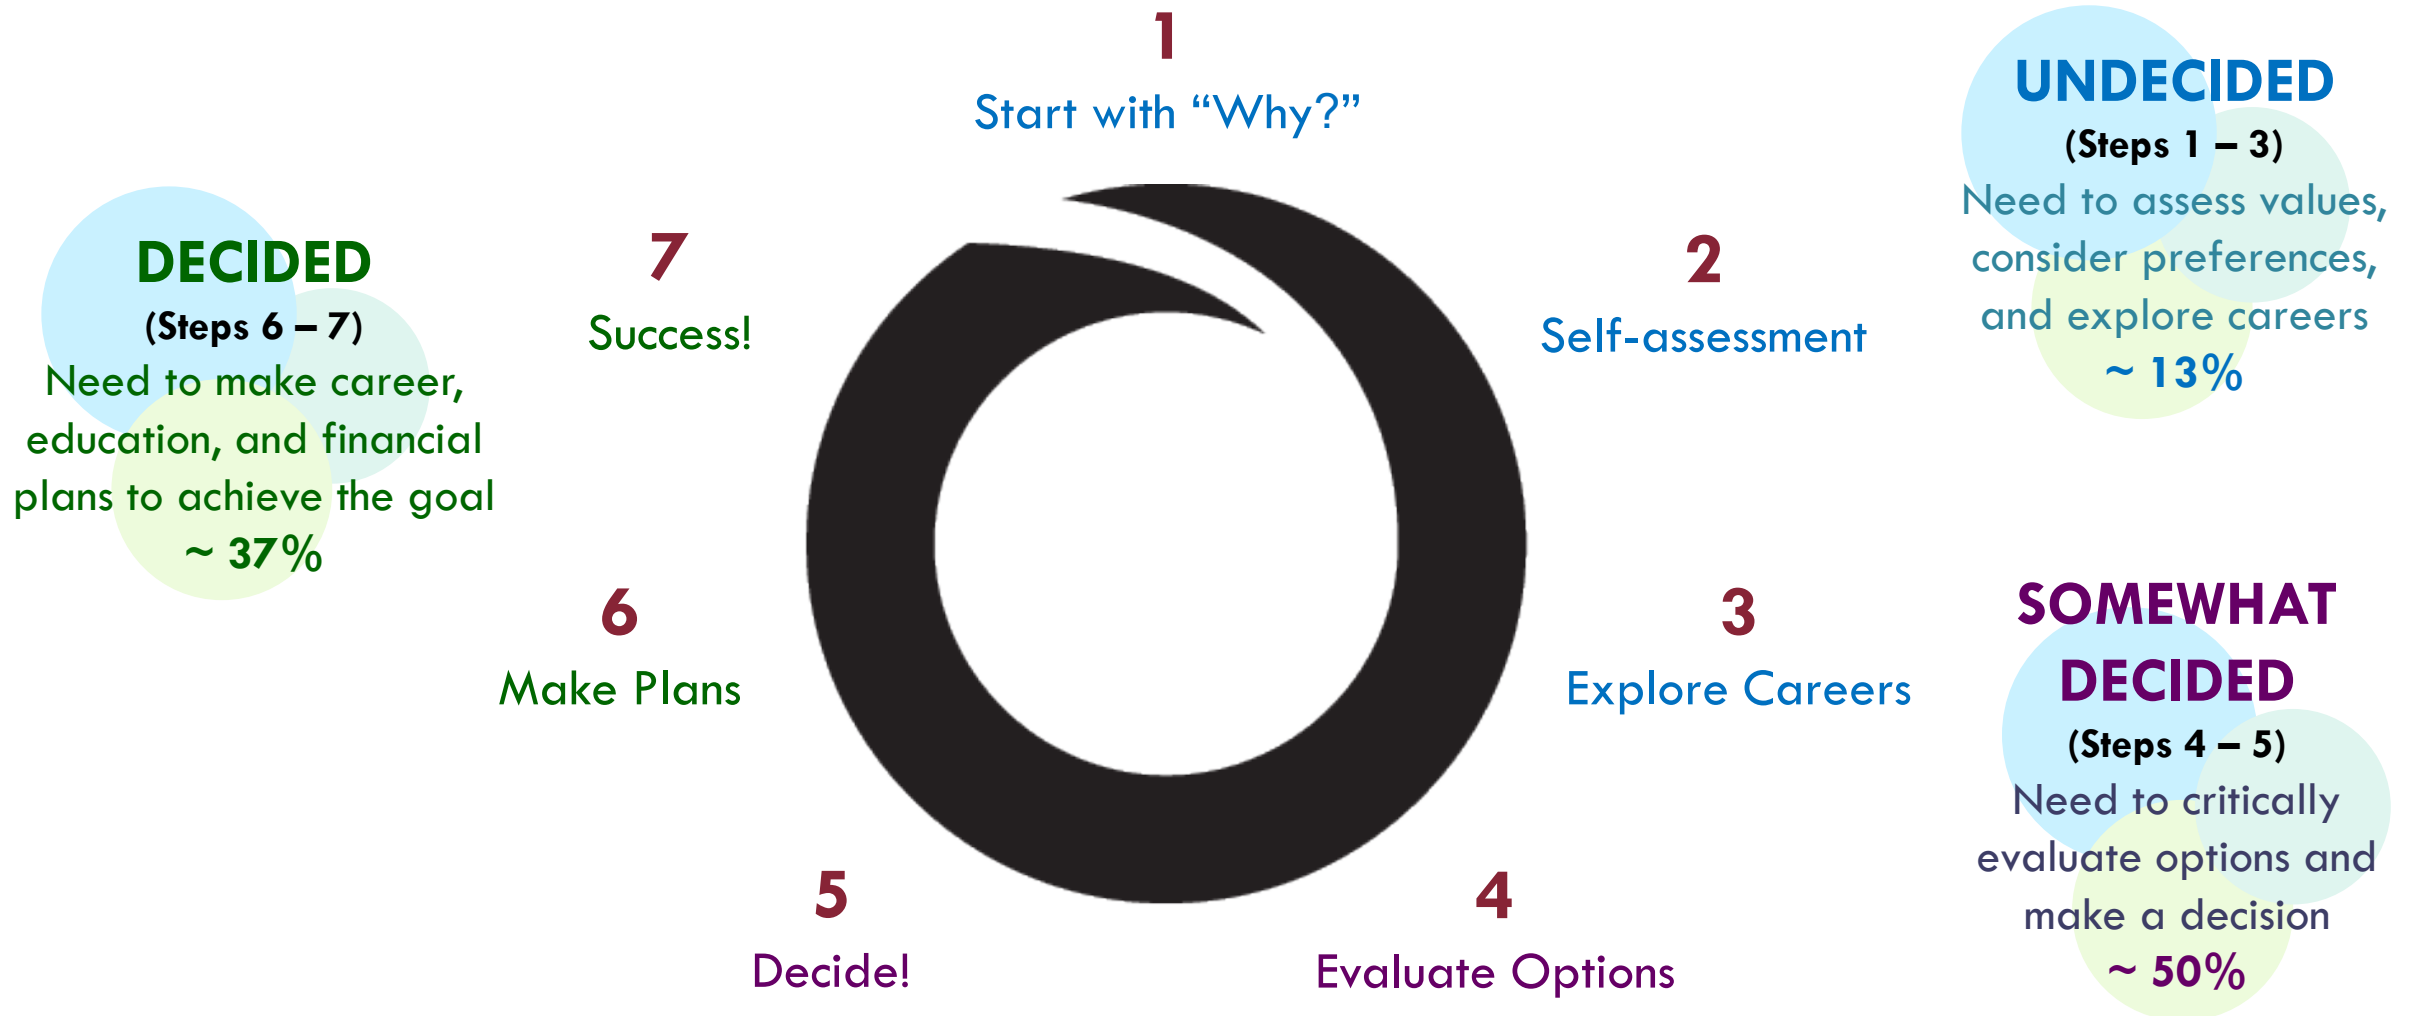 1
Start with “Why?”
2
Self-assessment
3
Explore Careers
4
Evaluate Options
5
Decide!
6
Make Plans
7
Success!
UNDECIDED
(Steps 1 – 3)
Need to assess values,
consider preferences,
and explore careers
~ 13%
SOMEWHAT
DECIDED
(Steps 4 – 5)
Need to critically
evaluate options and
make a decision
~ 50%
DECIDED
(Steps 6 – 7)
Need to make career,
education, and financial
plans to achieve the goal
~ 37%